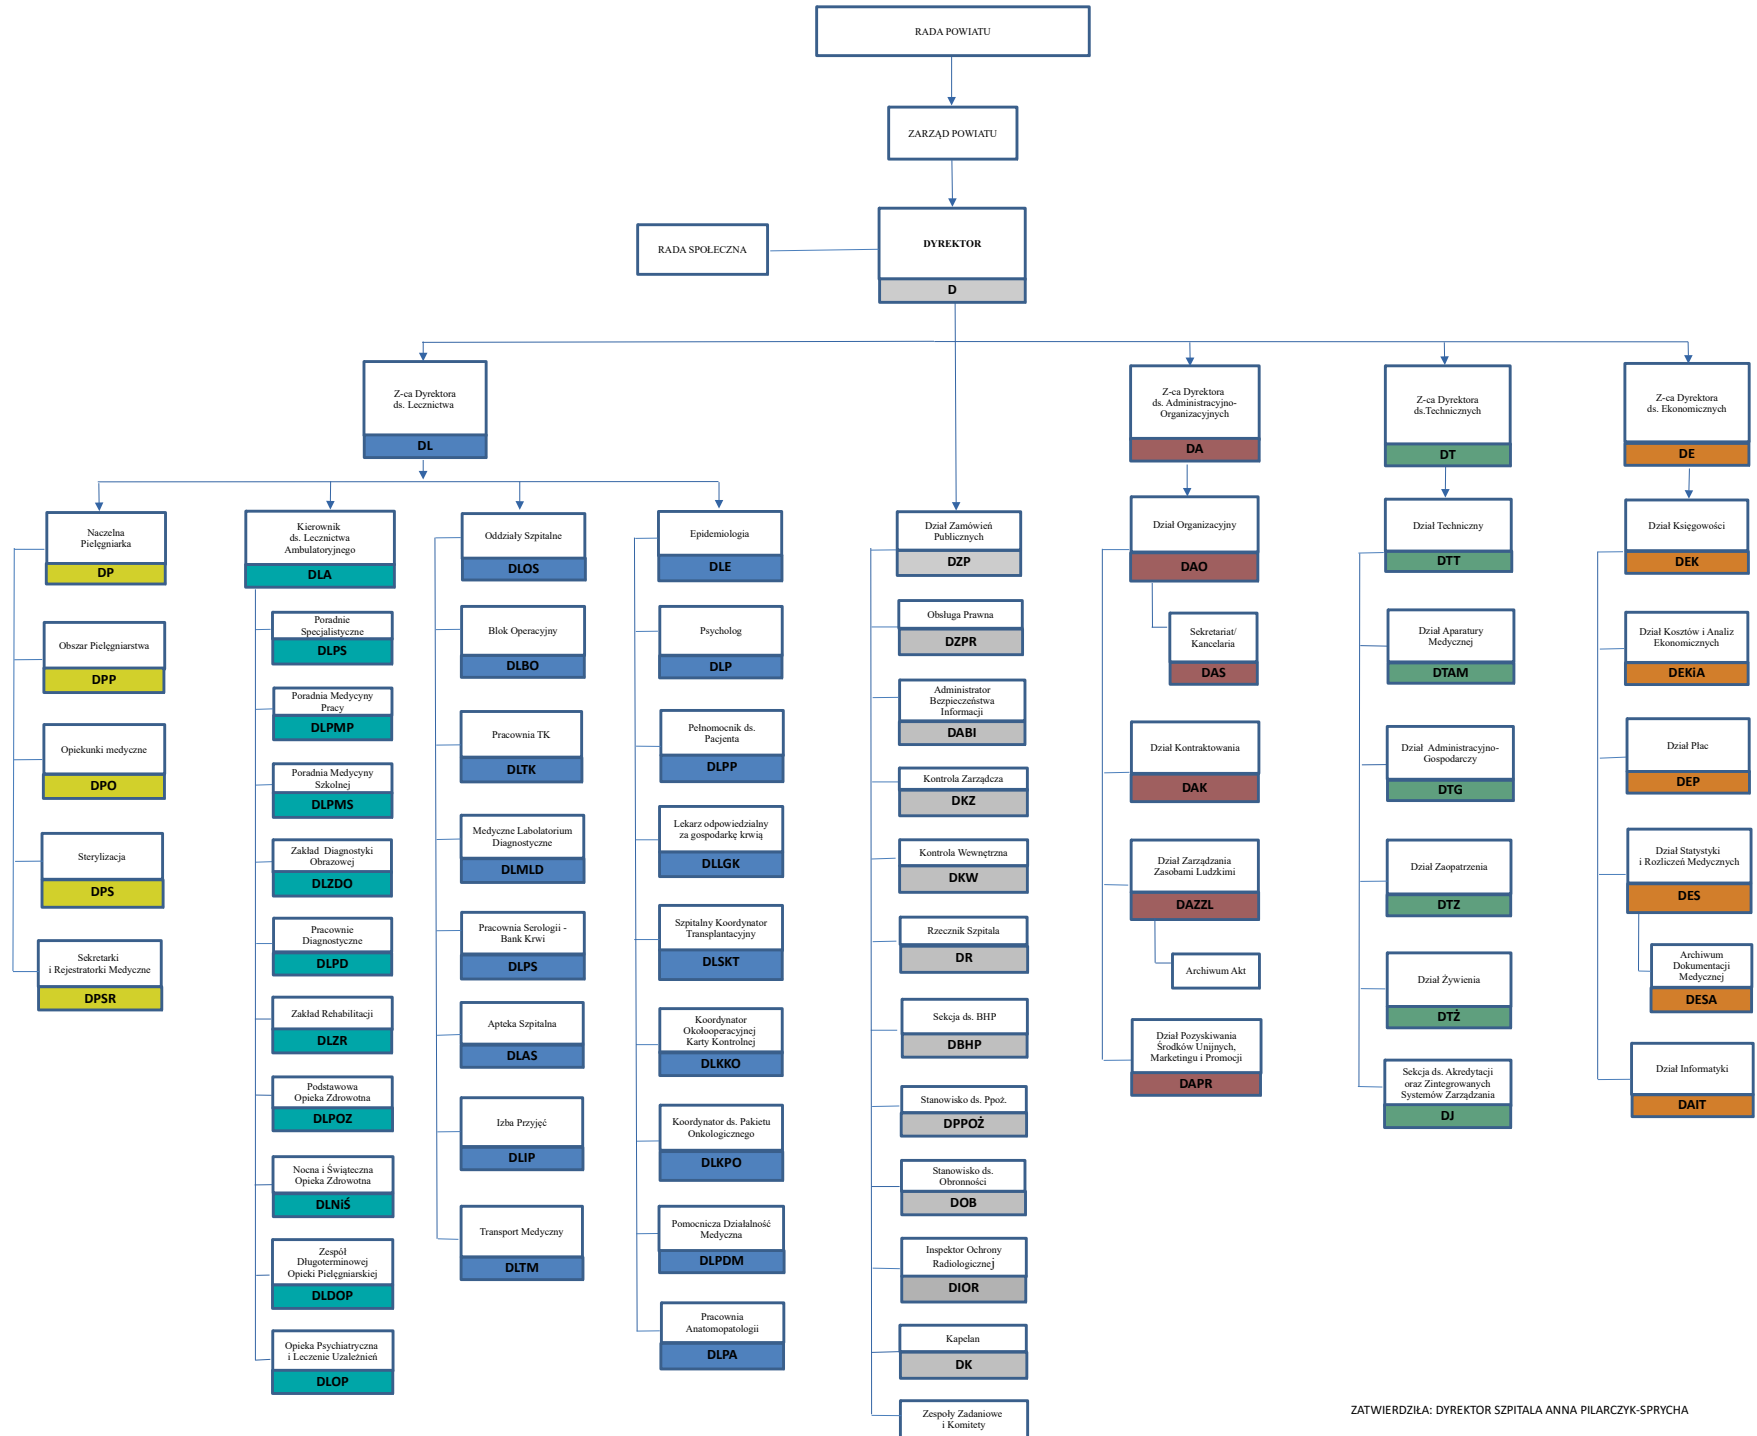 RADA POWIATU
ZARZĄD POWIATU
RADA SPOŁECZNA
DYREKTOR
D
Z-ca Dyrektora
ds. Lecznictwa
DL
Z-ca Dyrektora
ds. Administracyjno-
Organizacyjnych
DA
Z-ca Dyrektora
ds.Technicznych
DT
Z-ca Dyrektora
ds. Ekonomicznych
DE
Naczelna
Pielęgniarka
DP
Obszar Pielęgniarstwa
DPP
Opiekunki medyczne
DPO
Sterylizacja
DPS
Sekretarki
i Rejestratorki Medyczne
DPSR
Kierownik
ds. Lecznictwa
Ambulatoryjnego
DLA
Poradnie
Specjalistyczne
DLPS
Poradnia Medycyny
Pracy
DLPMP
Poradnia Medycyny
Szkolnej
DLPMS
Zakład Diagnostyki
Obrazowej
DLZDO
Pracownie
Diagnostyczne
DLPD
Zakład Rehabilitacji
DLZR
Podstawowa
Opieka Zdrowotna
DLPOZ
Nocna i Świąteczna
Opieka Zdrowotna
DLNiŚ
Zespół
Długoterminowej
Opieki Pielęgniarskiej
DLDOP
Opieka Psychiatryczna
i Leczenie Uzależnień
DLOP
Oddziały Szpitalne
DLOS
Blok Operacyjny
DLBO
Pracownia TK
DLTK
Medyczne Labolatorium
Diagnostyczne
DLMLD
Pracownia Serologii -
Bank Krwi
DLPS
Apteka Szpitalna
DLAS
Izba Przyjęć
DLIP
Transport Medyczny
DLTM
Epidemiologia
DLE
Psycholog
DLP
Pełnomocnik ds.
Pacjenta
DLPP
Lekarz odpowiedzialny
za gospodarkę krwią
DLLGK
Szpitalny Koordynator
Transplantacyjny
DLSKT
Koordynator
Okołooperacyjnej
Karty Kontrolnej
DLKKO
Koordynator ds. Pakietu
Onkologicznego
DLKPO
Pomocnicza Działalność
Medyczna
DLPDM
Pracownia
Anatomopatologii
DLPA
Dział Zamówień
Publicznych
DZP
Obsługa Prawna
DZPR
Administrator
Bezpieczeństwa
Informacji
DABI
Kontrola Zarządcza
DKZ
Kontrola Wewnętrzna
DKW
Rzecznik Szpitala
DR
Sekcja ds. BHP
DBHP
Stanowisko ds. Ppoż.
DPPOŻ
Stanowisko ds.
Obronności
DOB
Inspektor Ochrony
Radiologicznej
DIOR
Kapelan
DK
Zespoły Zadaniowe
i Komitety
Dział Organizacyjny
DAO
Sekretariat/
Kancelaria
DAS
Dział Kontraktowania
DAK
Dział Zarządzania
Zasobami Ludzkimi
DAZZL
Archiwum Akt
Dział Pozyskiwania
Środków Unijnych,
Marketingu i Promocji
DAPR
Dział Techniczny
DTT
Dział Aparatury
Medycznej
DTAM
Dział Administracyjno-
Gospodarczy
DTG
Dział Zaopatrzenia
DTZ
Dział Żywienia
DTŻ
Sekcja ds. Akredytacji
oraz Zintegrowanych
Systemów Zarządzania
DJ
Dział Księgowości
DEK
Dział Kosztów i Analiz
Ekonomicznych
DEKiA
Dział Płac
DEP
Dział Statystyki
i Rozliczeń Medycznych
DES
Archiwum
Dokumentacji
Medycznej
DESA
Dział Informatyki
DAIT
ZATWIERDZIŁA: DYREKTOR SZPITALA ANNA PILARCZYK-SPRYCHA